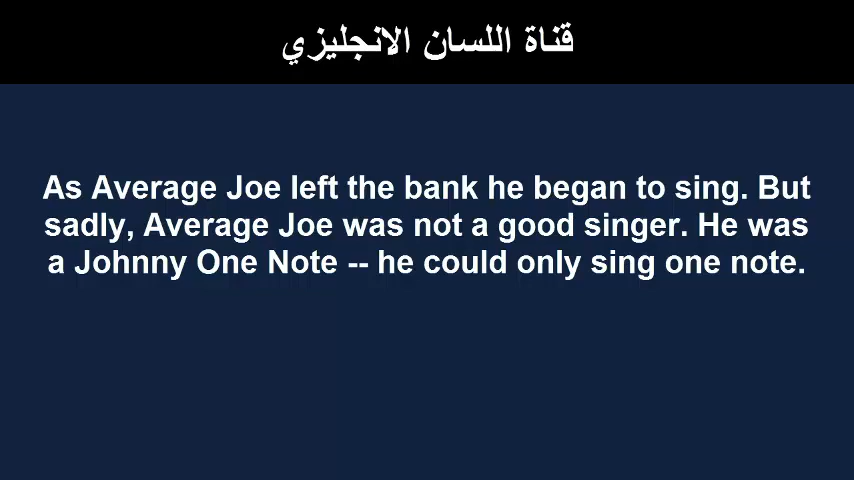 قناة اللسان الانجليزي
As Average Joe left the bank he began to sing. But
sadly, Average Joe was not a good singer. He was
a Johnny One Note -- he could only sing one note.